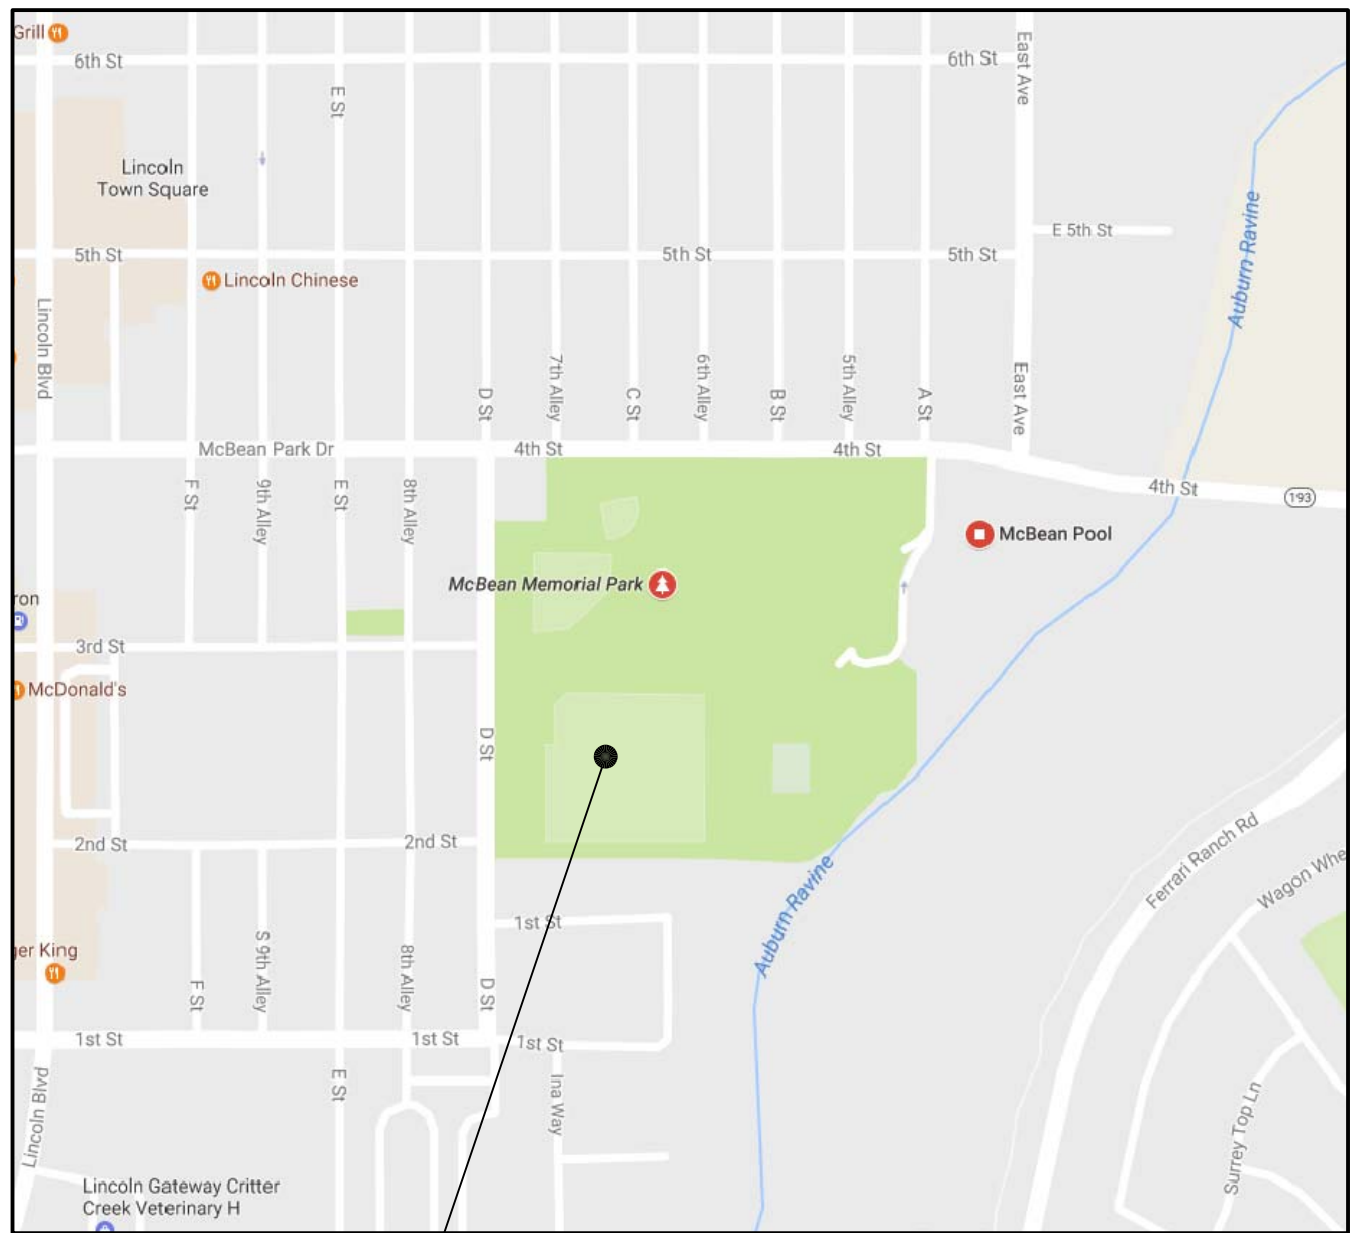 Grill
6th St
6th St
East Ave
E St
Lincoln
Town Square
Auburn Ravine
E 5th St
5th St
5th St
5th St
Lincoln Chinese
Lincoln Blvd
D St
7th Alley
C St
6th Alley
B St
5th Alley
A St
East Ave
McBean Park Dr
4th St
4th St
4th St
193
F St
9th Alley
E St
8th Alley
McBean Pool
McBean Memorial Park
ron
3rd St
McDonald's
D St
2nd St
2nd St
Ferrari Ranch Rd
Wagon Whe
Auburn Ravine
1st St
ger King
S 9th Alley
8th Alley
F St
D St
1st St
1st St
1st St
Lincoln Blvd
E St
Ina Way
Surrey Top Ln
Lincoln Gateway Critter
Creek Veterinary H